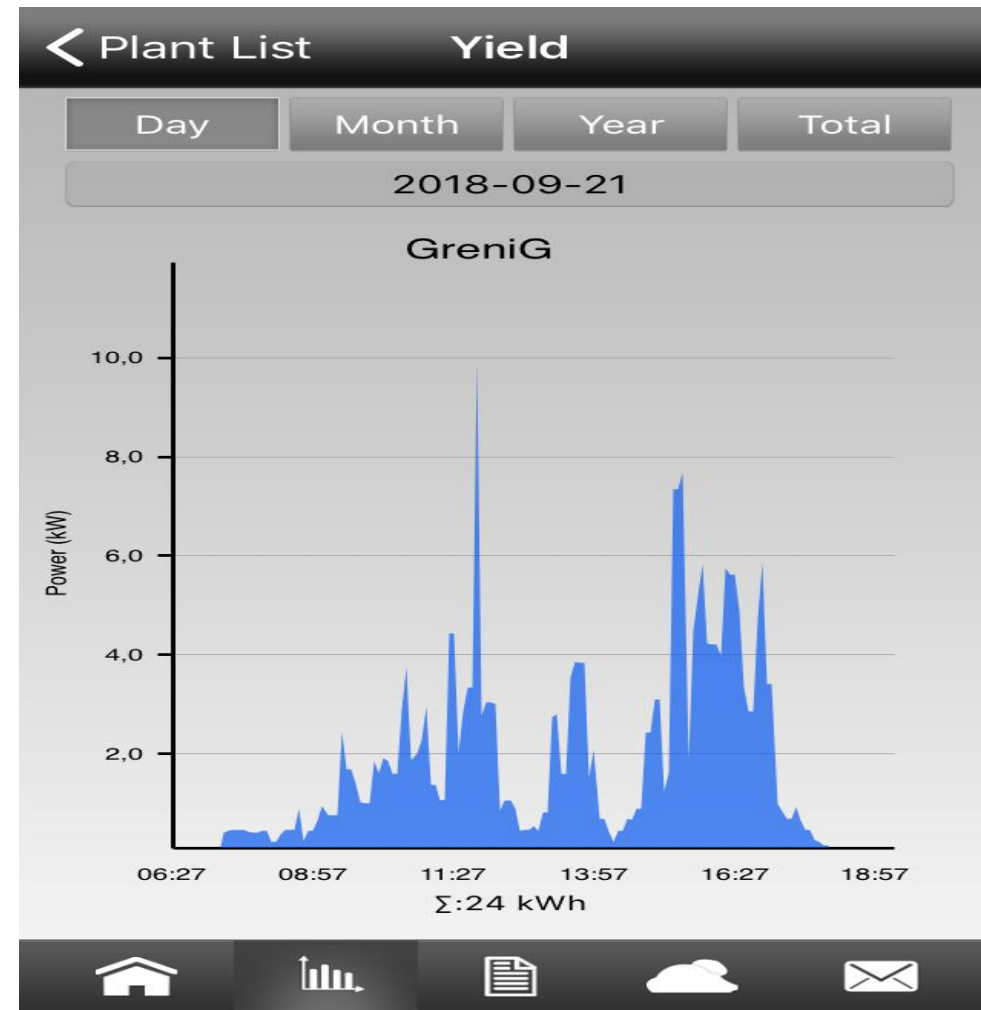 Plant List Yield
Day Month Year Total
2018-09-21
GreniG
10,0
8,0
6,0
4,0
2,0
Power (kW)
06:27 08:57 11:27 13:57 16:27 18:57
∑:24 kWh